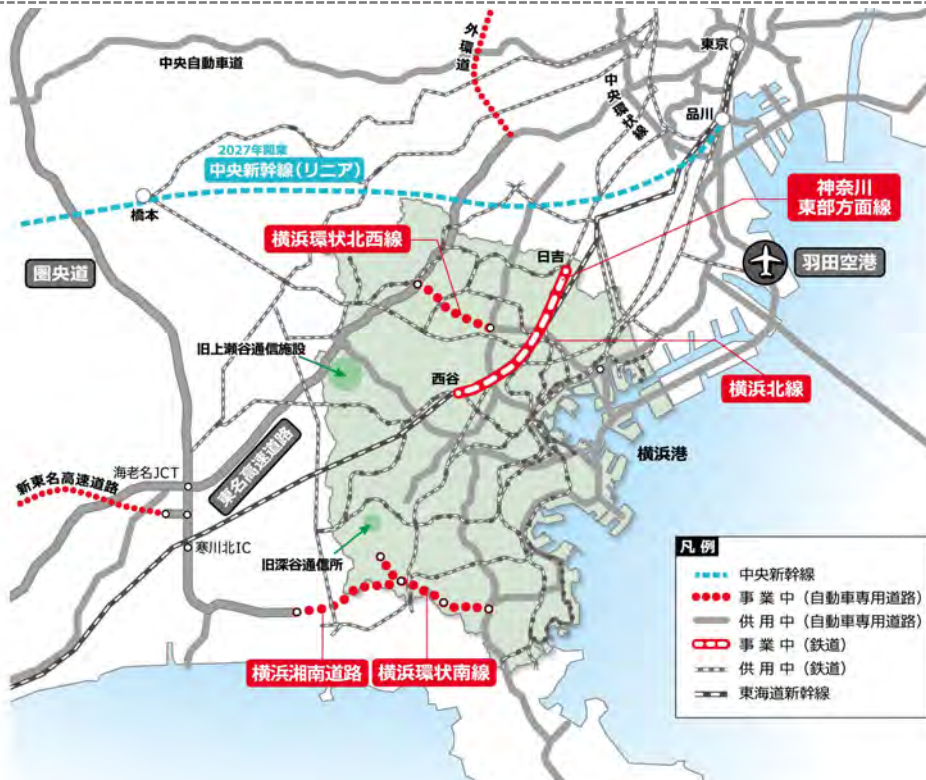 外環道
東京
中央自動車道
中央環状線
品川
2027年開業
中央新幹線(リニア)
橋本
神奈川
東部方面線
横浜環状北西線
日吉
圏央道
羽田空港
旧上瀬谷通信施設
西谷
横浜北線
横浜港
海老名JCT
東名高速道路
新東名高速道路
寒川北IC
旧深谷通信所
凡例
中央新幹線
事業中(自動車専用道路)
供用中(自動車専用道路)
事業中(鉄道)
供用中(鉄道)
東海道新幹線
横浜湘南道路
横浜環状南線